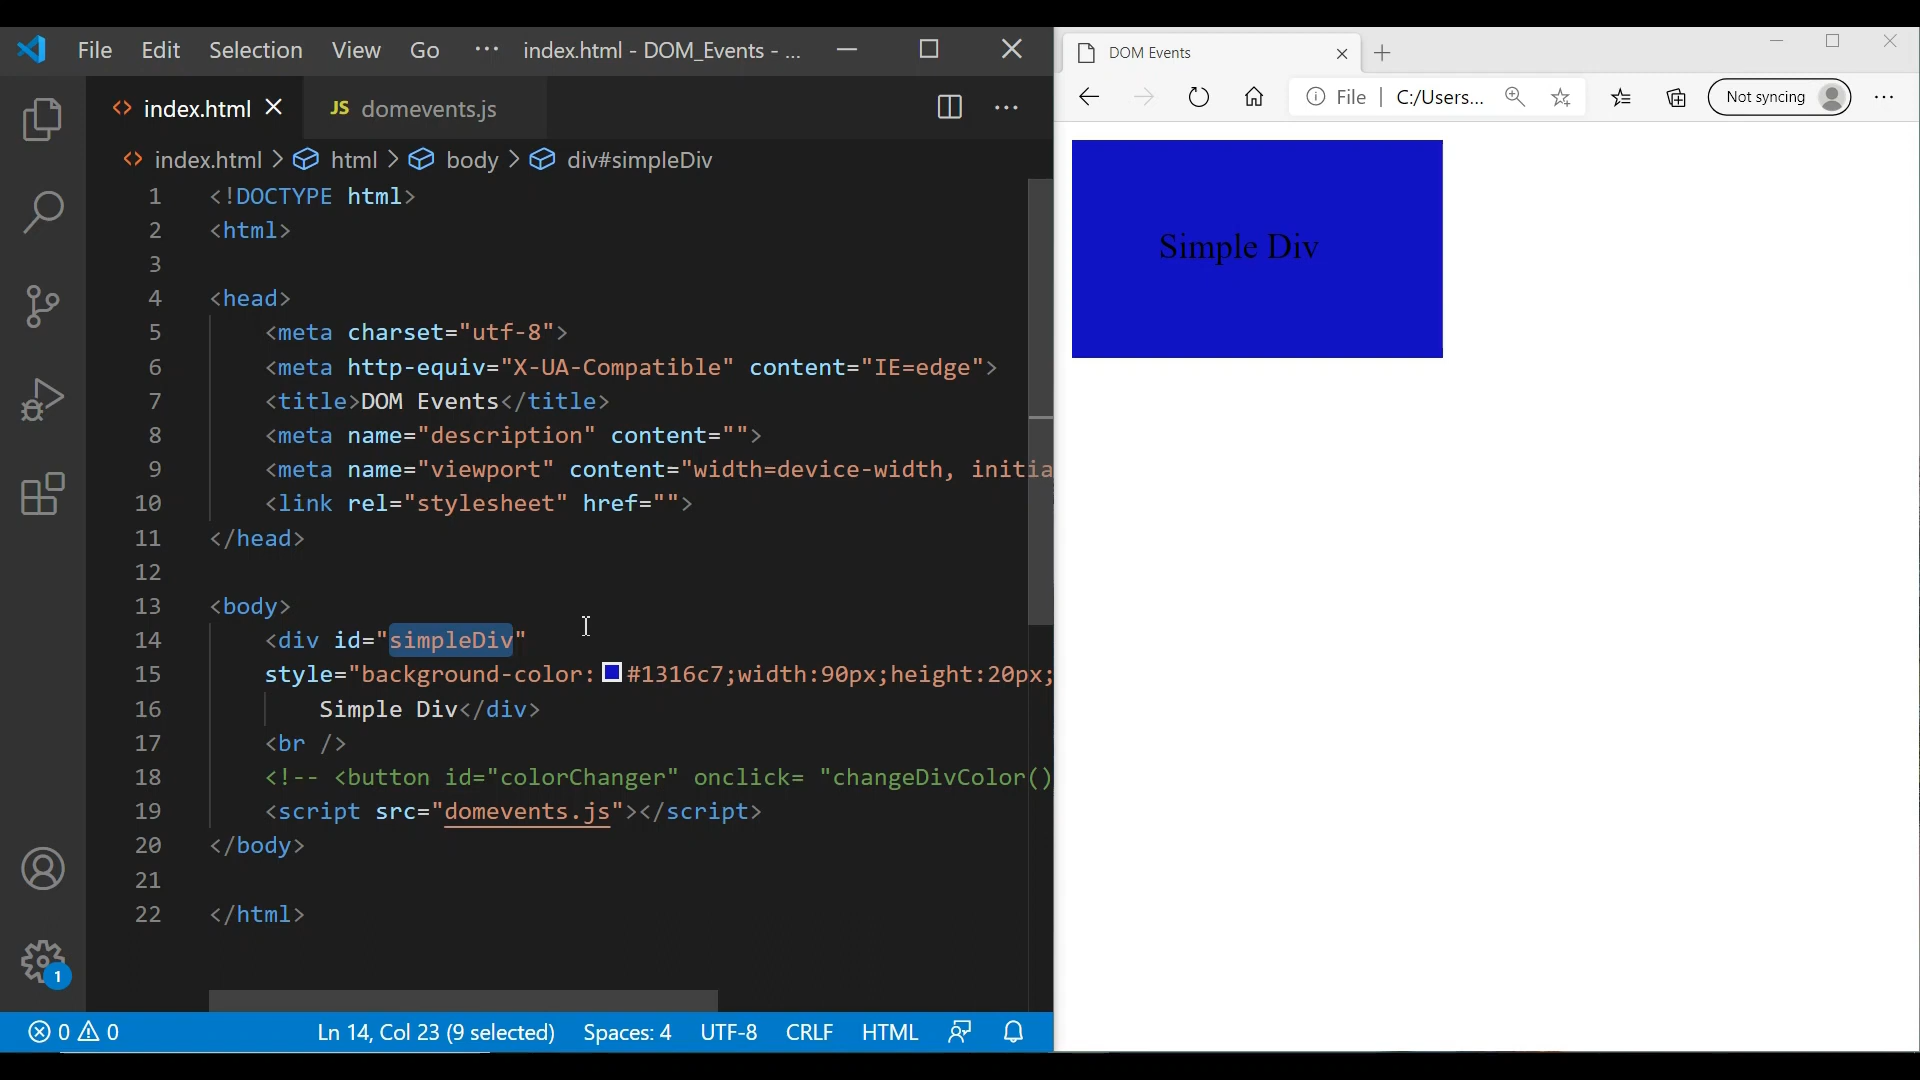 File Edit Selection View Go ··· index.html - DOM_Events - ...
index.html JS domevents.js ···
index.html > html > body > div#simpleDiv
1 <!DOCTYPE html>
2 <html>
3
4 <head>
5 <meta charset="utf-8">
6 <meta http-equiv="X-UA-Compatible" content="IE=edge">
7 <title>DOM Events</title>
8 <meta name="description" content="">
9 <meta name="viewport" content="width=device-width, initia
10 <link rel="stylesheet" href="">
11 </head>
12
13 <body>
14 <div id="simpleDiv"
15 style="background-color:#1316c7;width:90px;height:20px;
16 Simple Div</div>
17 <br />
18 <!-- <button id="colorChanger" onclick= "changeDivColor()
19 <script src="domevents.js"></script>
20 </body>
21
22 </html>
1
0 0 Ln 14, Col 23 (9 selected) Spaces: 4 UTF-8 CRLF HTML
DOM Events
File | C:/Users... Not syncing ···
Simple Div